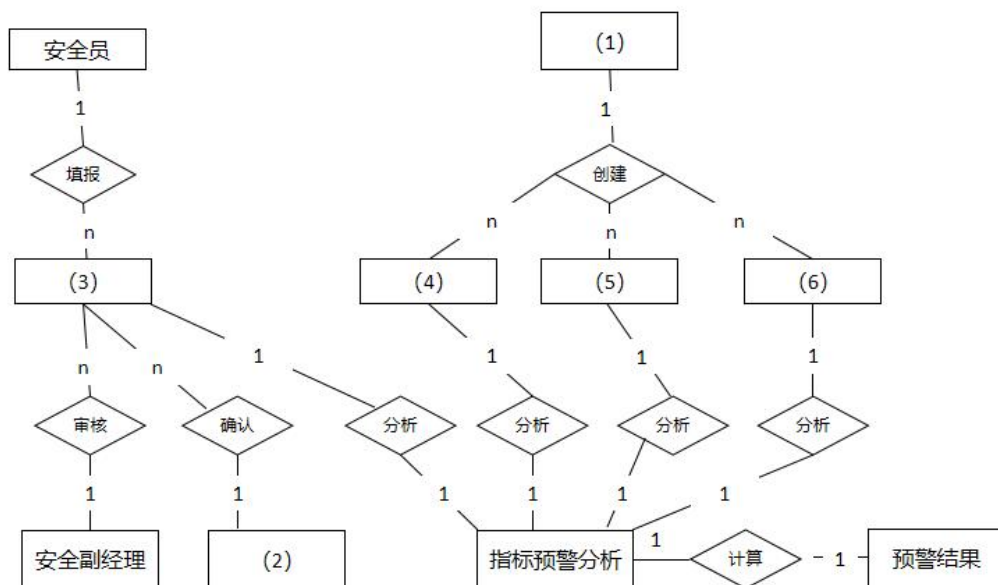 安全员
(1)
1
1
填报
创建
n
n
n
n
(3)
(4)
(5)
(6)
n
n
1
1
1
1
审核
确认
分析
分析
分析
分析
1
1
1
1
1
1
安全副经理
(2)
指标预警分析
1
计算
1
预警结果